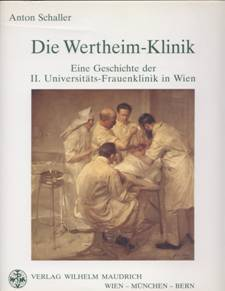 Anton Schaller
Die Wertheim-Klinik
Eine Geschichte der
II. Universitäts-Frauenklinik in Wien
VERLAG WILHELM MAUDRICH
WIEN – MÜNCHEN – BERN